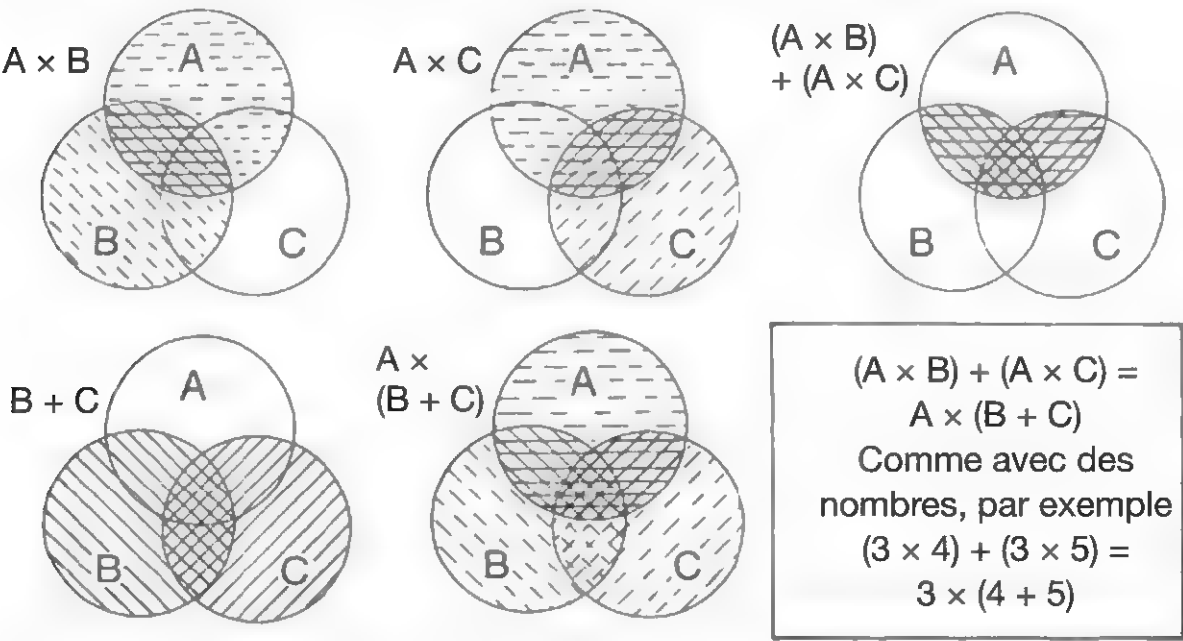 A × B
A
B
C
A × C
A
B
C
(A × B)
+ (A × C)
A
B
C
B + C
A
B
C
A ×
(B + C)
A
B
C
(A × B) + (A × C) =
A × (B + C)
Comme avec des
nombres, par exemple
(3 × 4) + (3 × 5) =
3 × (4 + 5)